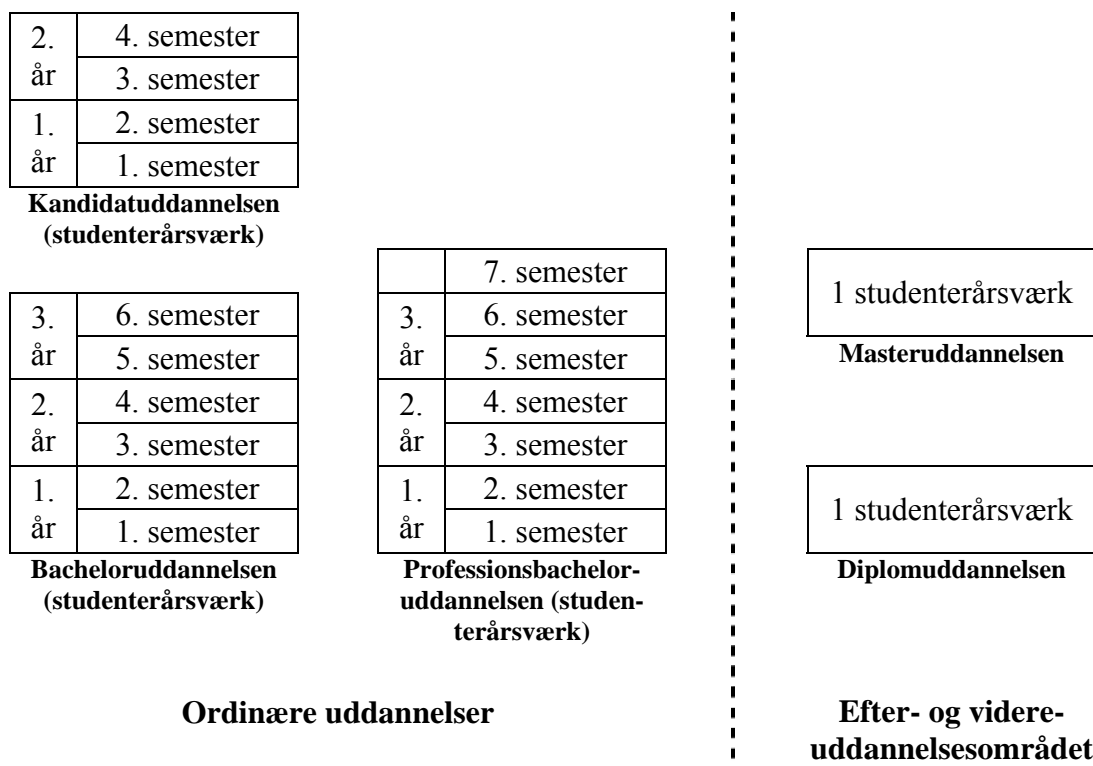 2.
år
4. semester
3. semester
1.
år
2. semester
1. semester
Kandidatuddannelsen
(studenterårsværk)
3.
år
6. semester
5. semester
2.
år
4. semester
3. semester
1.
år
2. semester
1. semester
Bacheloruddannelsen
(studenterårsværk)
7. semester
3.
år
6. semester
5. semester
2.
år
4. semester
3. semester
1.
år
2. semester
1. semester
Professionsbachelor-
uddannelsen (studen-
terårsværk)
Ordinære uddannelser
1 studenterårsværk
Masteruddannelsen
1 studenterårsværk
Diplomuddannelsen
Efter- og videre-
uddannelsesområdet